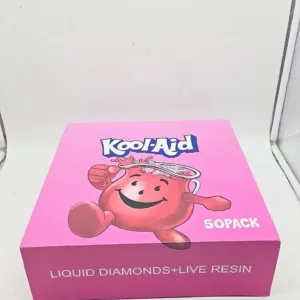 Kool-Aid
50PACK
LIQUID DIAMONDS+LIVE RESIN